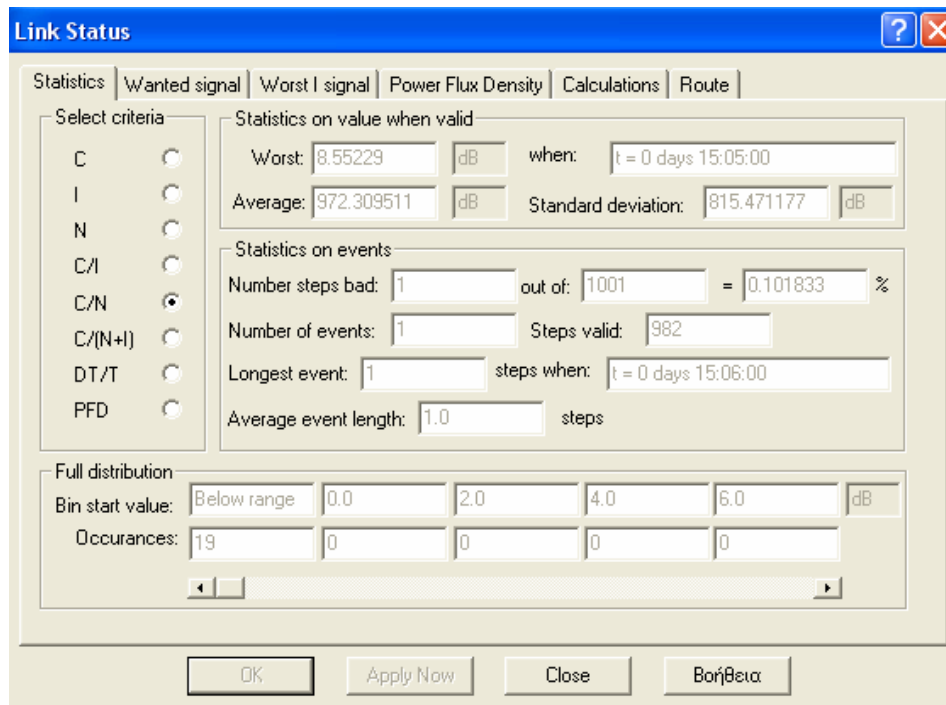 Link Status
Statistics Wanted signal Worst I signal Power Flux Density Calculations Route
Select criteria
C
I
N
C/I
C/N
C/(N+I)
DT/T
PFD
Statistics on value when valid
Worst: 8.55229 dB when: t = 0 days 15:05:00
Average: 972.309511 dB Standard deviation: 815.471177 dB
Statistics on events
Number steps bad: 1 out of: 1001 = 0.101833 %
Number of events: 1 Steps valid: 982
Longest event: 1 steps when: t = 0 days 15:06:00
Average event length: 1.0 steps
Full distribution
Bin start value: Below range 0.0 2.0 4.0 6.0 dB
Occurances: 19 0 0 0 0
OK Apply Now Close Βοήθεια